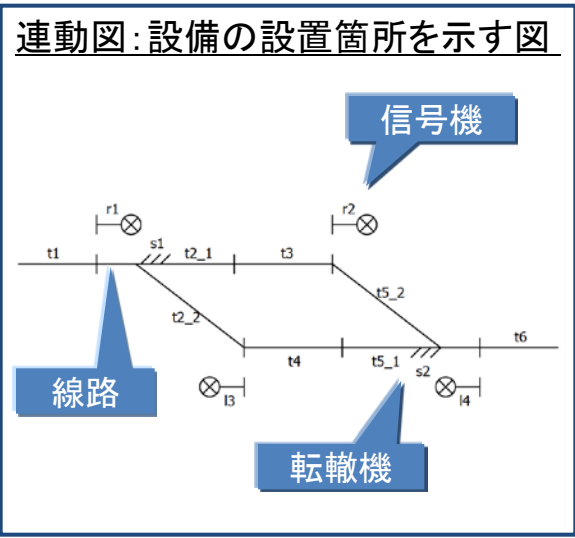 連動図:設備の設置箇所を示す図
信号機
r1
r2
s1
t1
t2_1
t3
t5_2
t2_2
t6
t4
t5_1
s2
l3
l4
線路
転轍機